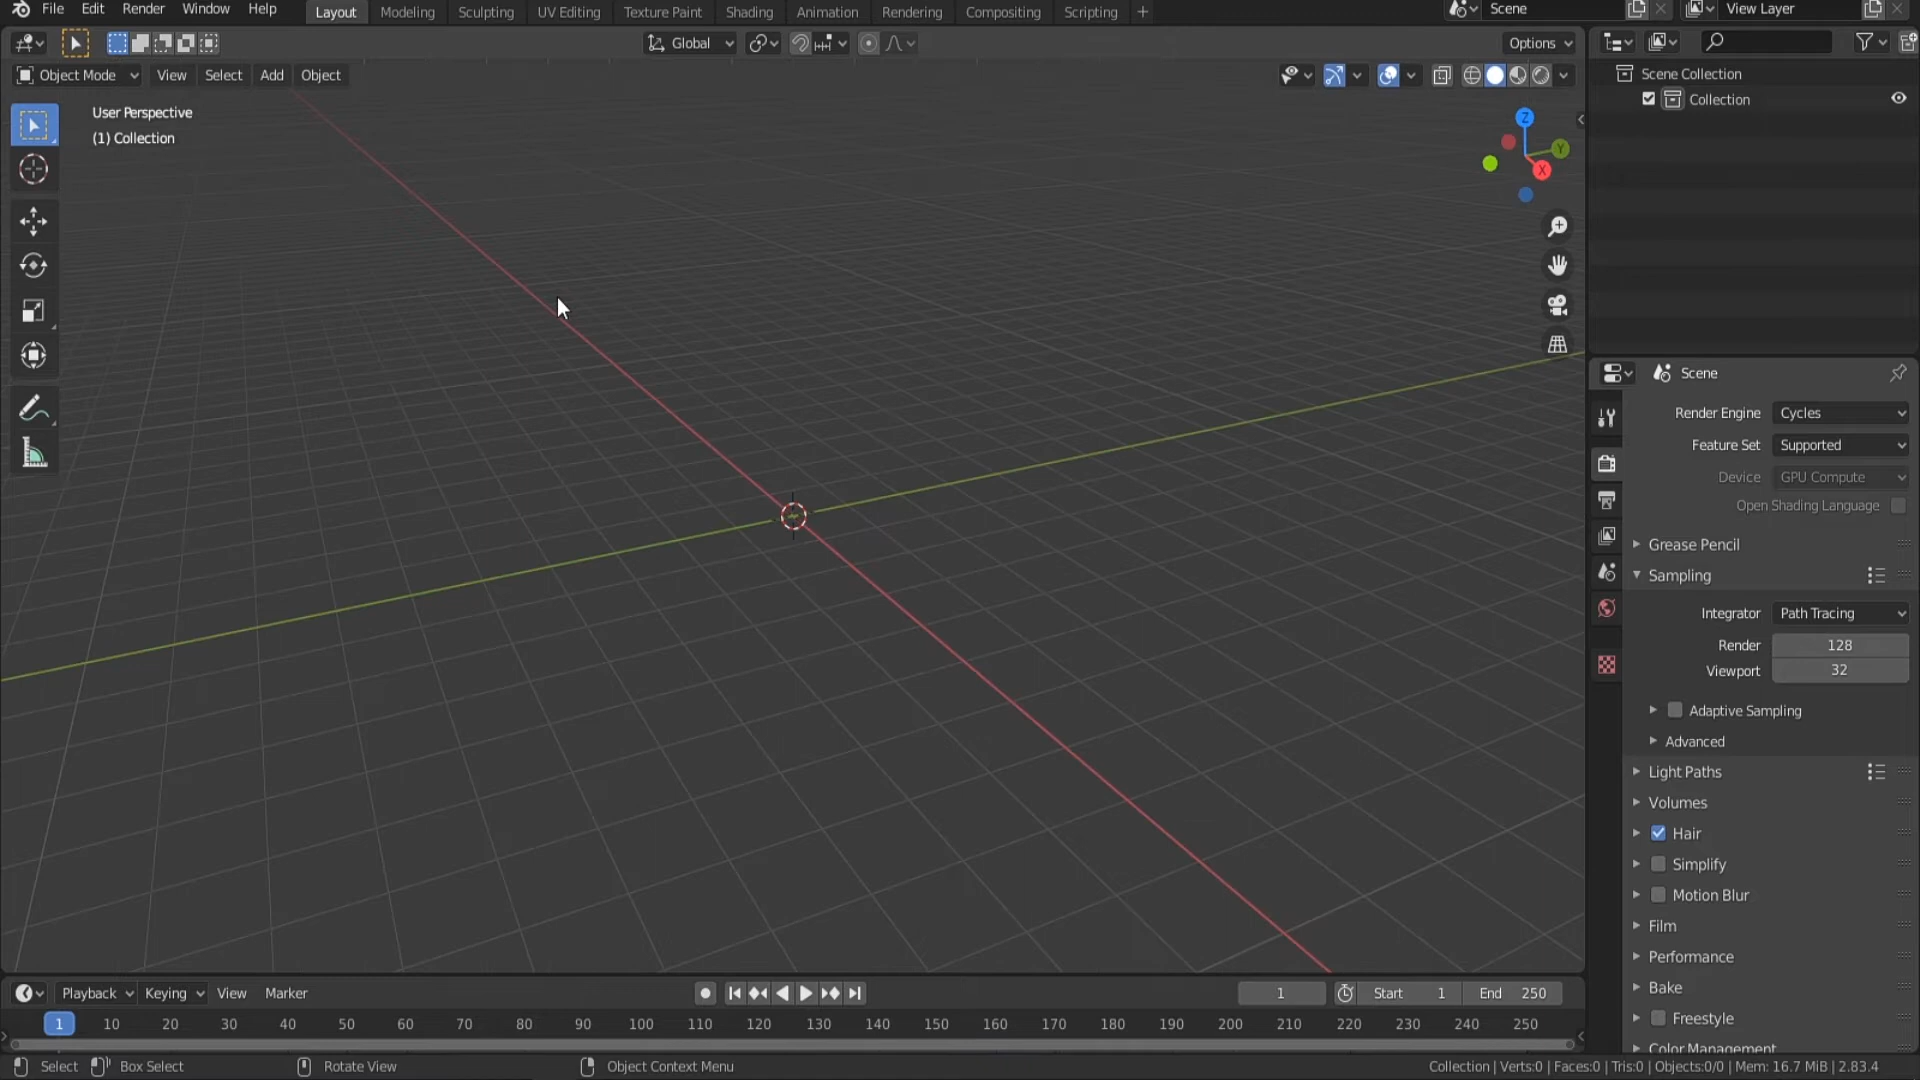 File Edit Render Window Help Layout Modeling Sculpting UV Editing Texture Paint Shading Animation Rendering Compositing Scripting + Scene View Layer
Global Options
Object Mode View Select Add Object
User Perspective
(1) Collection
Z
Y
X
Scene Collection
Collection
Scene
Render Engine Cycles
Feature Set Supported
Device GPU Compute
Open Shading Language
Grease Pencil
Sampling
Integrator Path Tracing
Render 128
Viewport 32
Adaptive Sampling
Advanced
Light Paths
Volumes
Hair
Simplify
Motion Blur
Film
Performance
Bake
Freestyle
Color Management
Playback Keying View Marker 1 Start 1 End 250
1 10 20 30 40 50 60 70 80 90 100 110 120 130 140 150 160 170 180 190 200 210 220 230 240 250
Select Box Select Rotate View Object Context Menu Collection | Verts:0 | Faces:0 | Tris:0 | Objects:0/0 | Mem: 16.7 MiB | 2.83.4